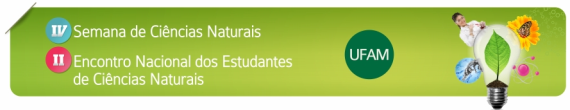 IV Semana de Ciências Naturais
II Encontro Nacional dos Estudantes
de Ciências Naturais
UFAM